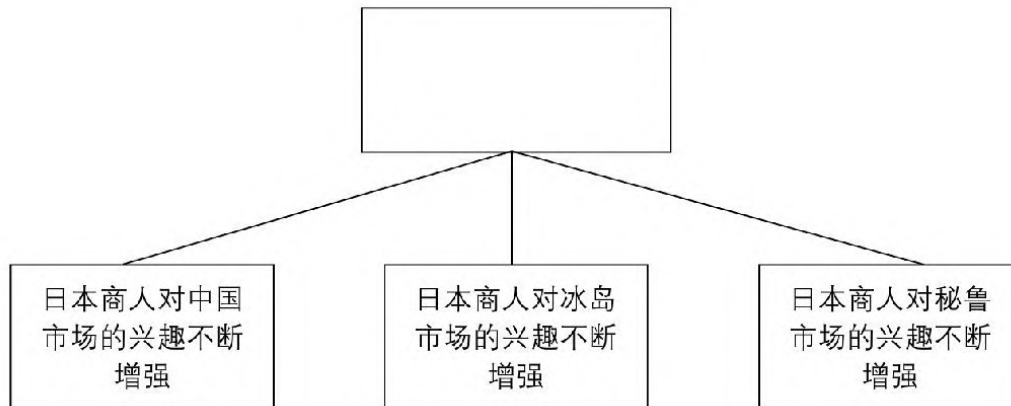 日本商人对中国
市场的兴趣不断
增强
日本商人对冰岛
市场的兴趣不断
增强
日本商人对秘鲁
市场的兴趣不断
增强